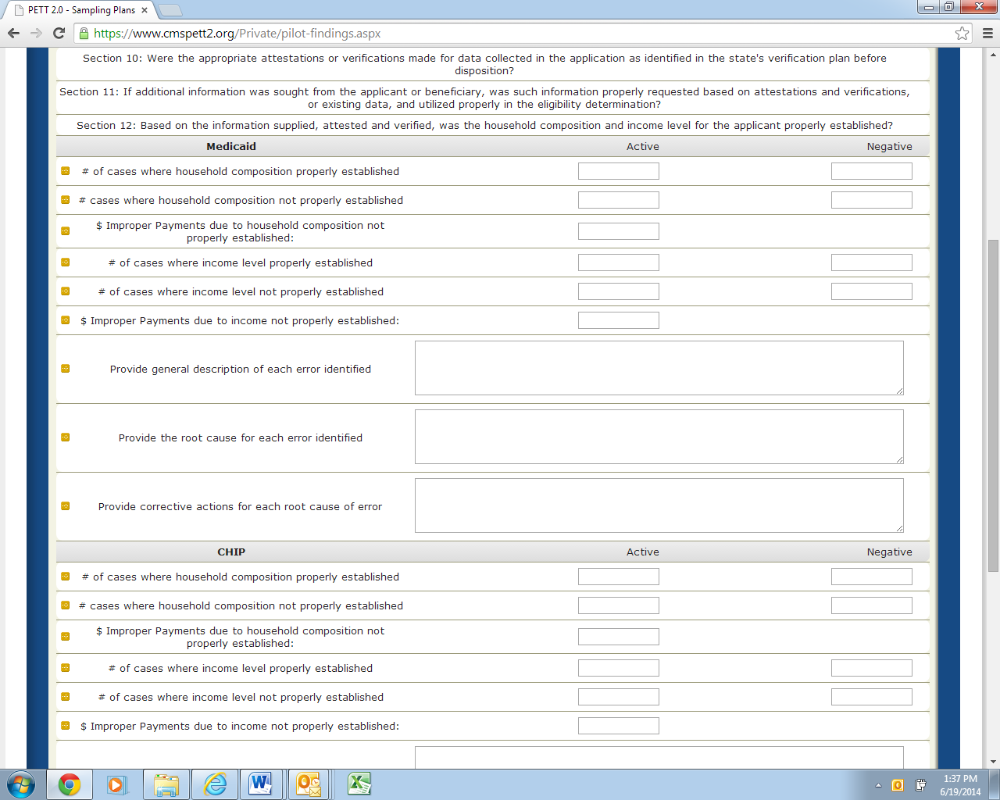 PETT 2.0 - Sampling Plans
https://www.cmspett2.org/Private/pilot-findings.aspx
Section 10: Were the appropriate attestations or verifications made for data collected in the application as identified in the state's verification plan before
disposition?
Section 11: If additional information was sought from the applicant or beneficiary, was such information properly requested based on attestations and verifications,
or existing data, and utilized properly in the eligibility determination?
Section 12: Based on the information supplied, attested and verified, was the household composition and income level for the applicant properly established?
Medicaid Active Negative
# of cases where household composition properly established
# cases where household composition not properly established
$ Improper Payments due to household composition not
properly established:
# of cases where income level properly established
# of cases where income level not properly established
$ Improper Payments due to income not properly established:
Provide general description of each error identified
Provide the root cause for each error identified
Provide corrective actions for each root cause of error
CHIP Active Negative
# of cases where household composition properly established
# cases where household composition not properly established
$ Improper Payments due to household composition not
properly established:
# of cases where income level properly established
# of cases where income level not properly established
$ Improper Payments due to income not properly established:
1:37 PM
6/19/2014